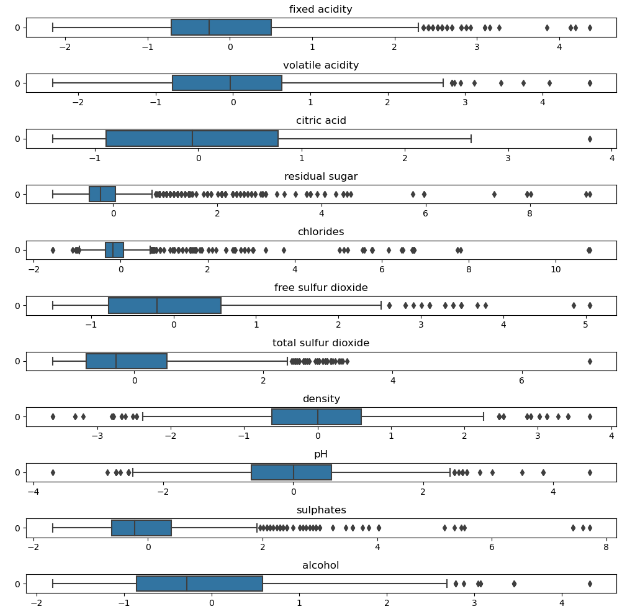 fixed acidity
0
−2 −1 0 1 2 3 4
volatile acidity
0
−2 −1 0 1 2 3 4
citric acid
0
−1 0 1 2 3 4
residual sugar
0
0 2 4 6 8
chlorides
0
−2 0 2 4 6 8 10
free sulfur dioxide
0
−1 0 1 2 3 4 5
total sulfur dioxide
0
0 2 4 6
density
0
−3 −2 −1 0 1 2 3 4
pH
0
−4 −2 0 2 4
sulphates
0
−2 0 2 4 6 8
alcohol
0
−2 −1 0 1 2 3 4